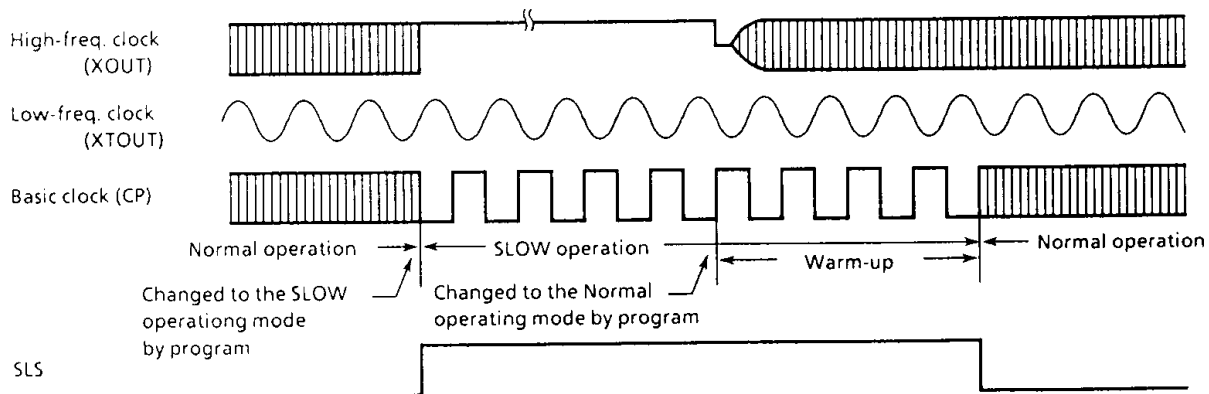 High-freq. clock
(XOUT)
Low-freq. clock
(XTOUT)
Basic clock (CP)
Normal operation
SLOW operation
Normal operation
Warm-up
Changed to the SLOW
operationg mode
by program
Changed to the Normal
operating mode by program
SLS